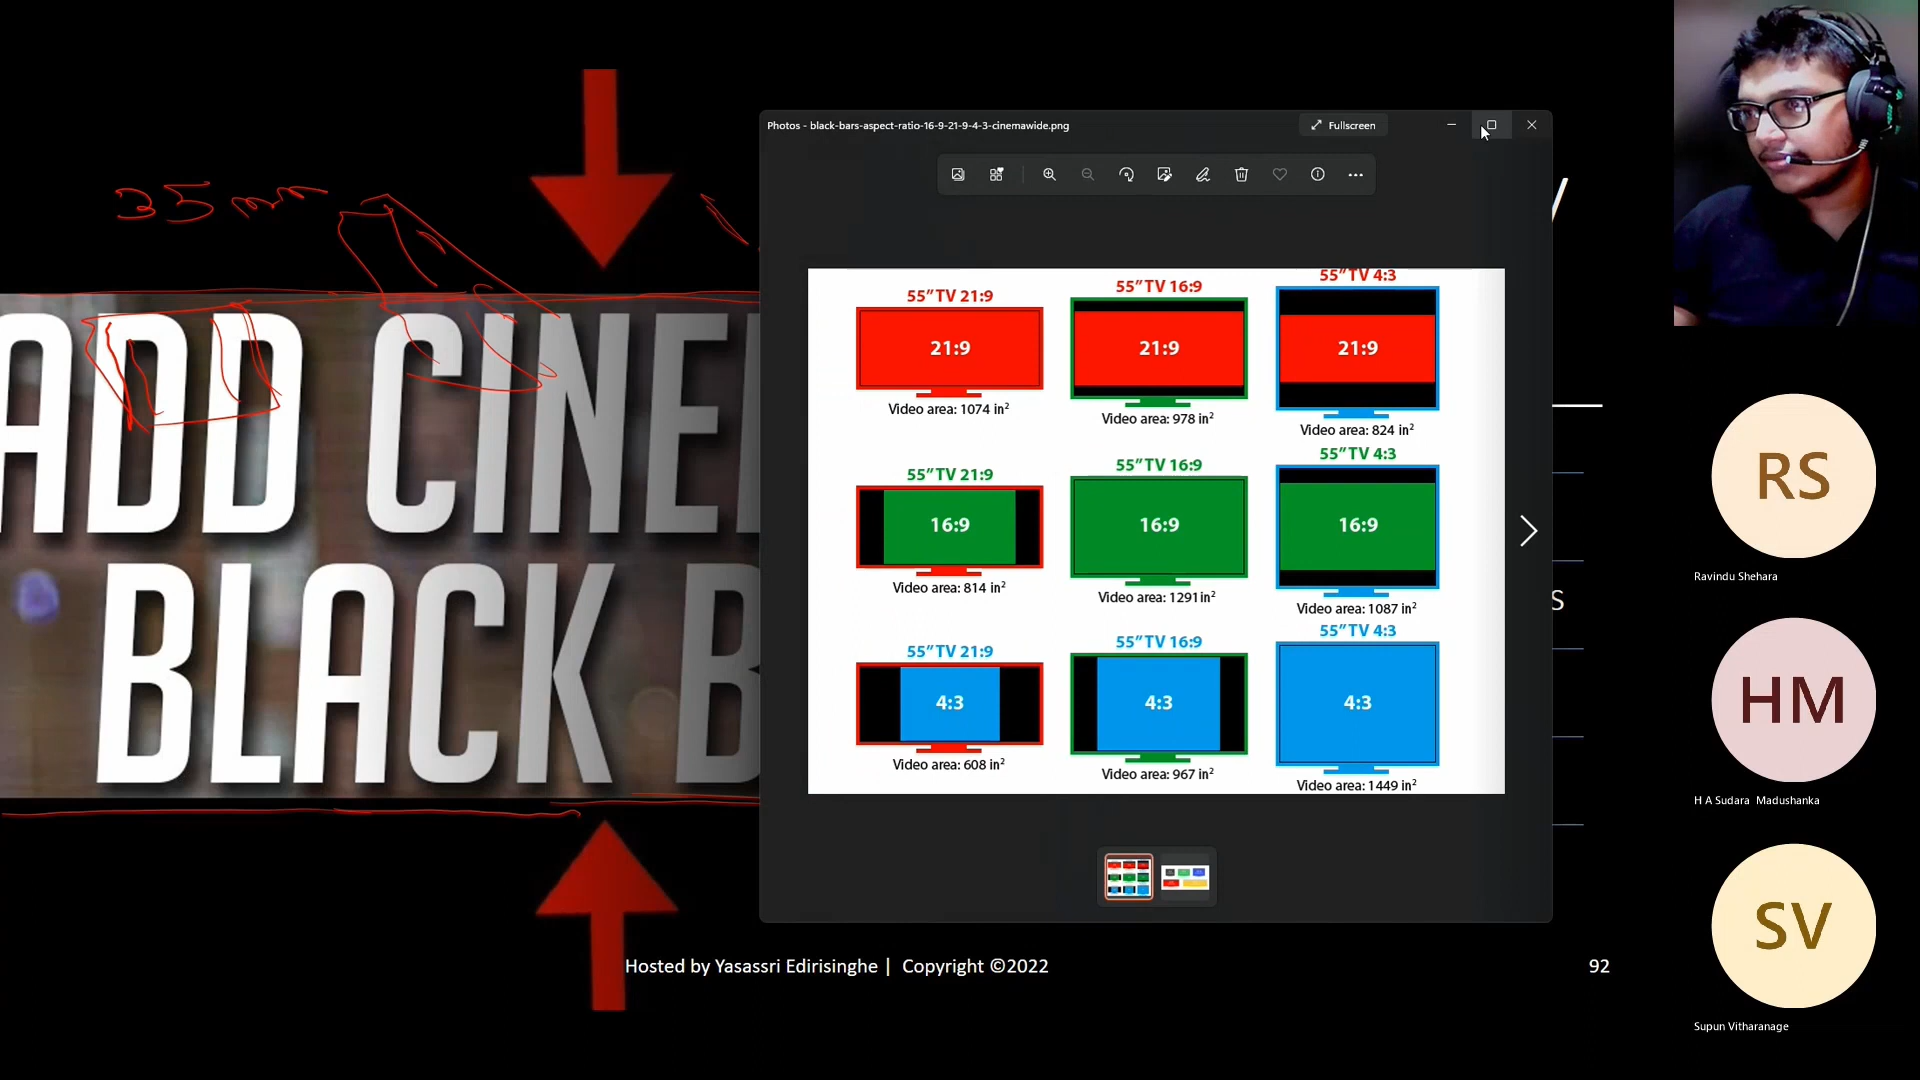 35 mm
ADD CINE
BLACK B
Photos - black-bars-aspect-ratio-16-9-21-9-4-3-cinemawide.png
Fullscreen
55″TV 21:9
55″TV 16:9
55″TV 4:3
21:9
21:9
21:9
Video area: 1074 in²
Video area: 978 in²
Video area: 824 in²
55″TV 21:9
55″TV 16:9
55″TV 4:3
16:9
16:9
16:9
Video area: 814 in²
Video area: 1291in²
Video area: 1087 in²
55″TV 21:9
55″TV 16:9
55″TV 4:3
4:3
4:3
4:3
Video area: 608 in²
Video area: 967 in²
Video area: 1449 in²
y
s
Hosted by Yasassri Edirisinghe | Copyright ©2022
92
RS
Ravindu Shehara
HM
H A Sudara Madushanka
SV
Supun Vitharanage